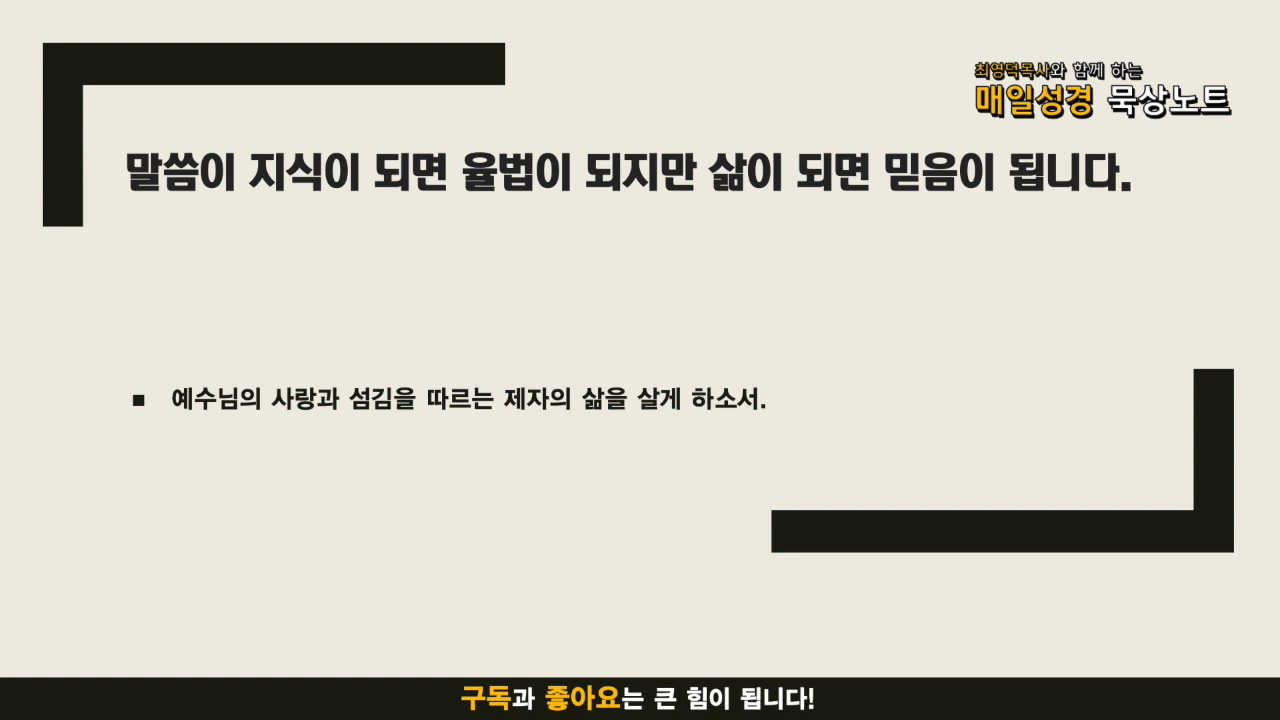 최영덕목사와 함께 하는
매일성경 묵상노트
말씀이 지식이 되면 율법이 되지만 삶이 되면 믿음이 됩니다.
▪ 예수님의 사랑과 섬김을 따르는 제자의 삶을 살게 하소서.
구독과 좋아요는 큰 힘이 됩니다!